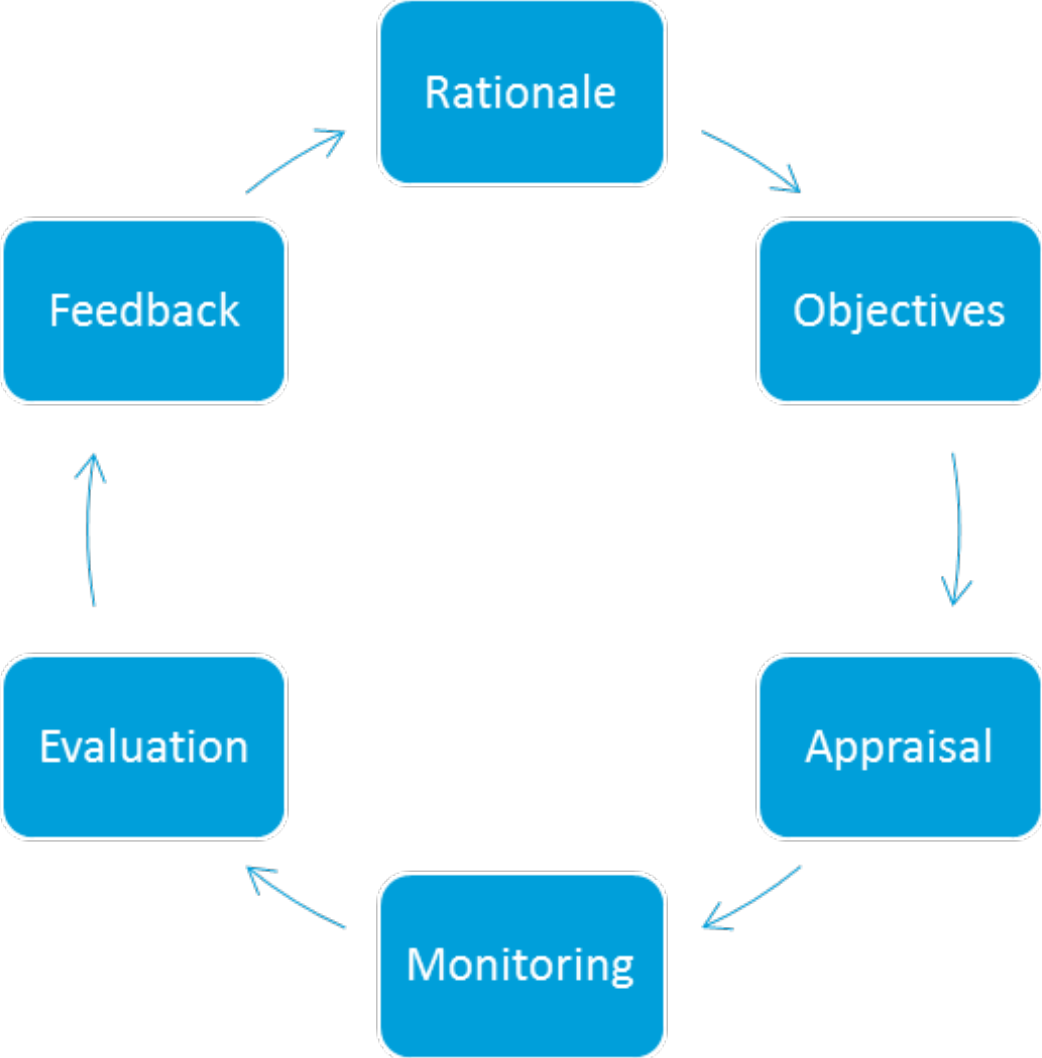 Rationale
Objectives
Appraisal
Monitoring
Evaluation
Feedback